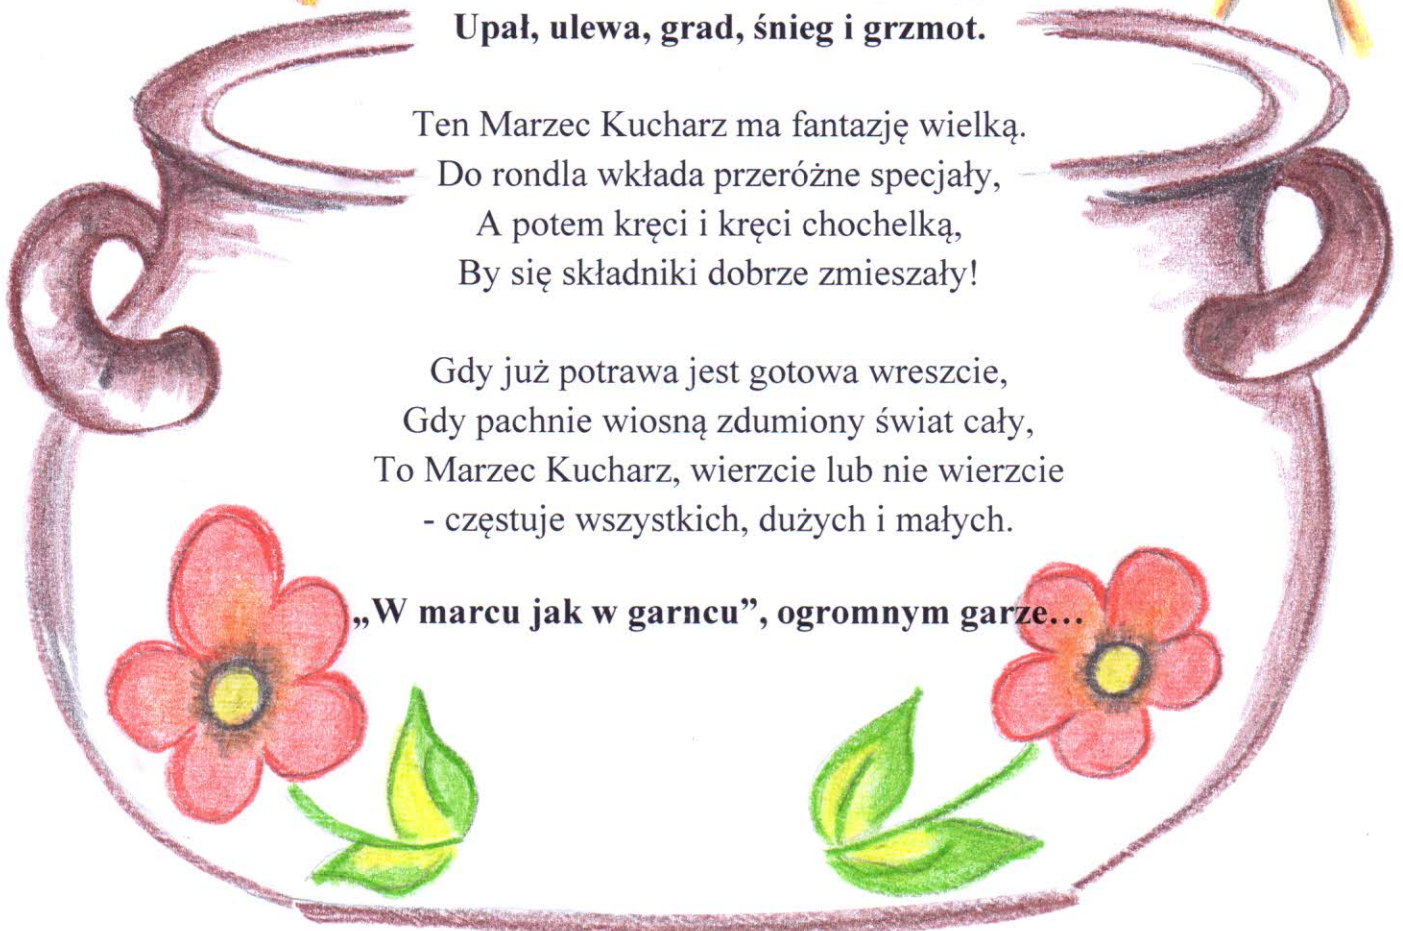 Upał, ulewa, grad, śnieg i grzmot.
Ten Marzec Kucharz ma fantazję wielką.
Do rondla wkłada przeróżne specjały,
A potem kręci i kręci chochelką,
By się składniki dobrze zmieszały!
Gdy już potrawa jest gotowa wreszcie,
Gdy pachnie wiosną zdumiony świat cały,
To Marzec Kucharz, wierzcie lub nie wierzcie
- częstuje wszystkich, dużych i małych.
„W marcu jak w garncu”, ogromnym garze…